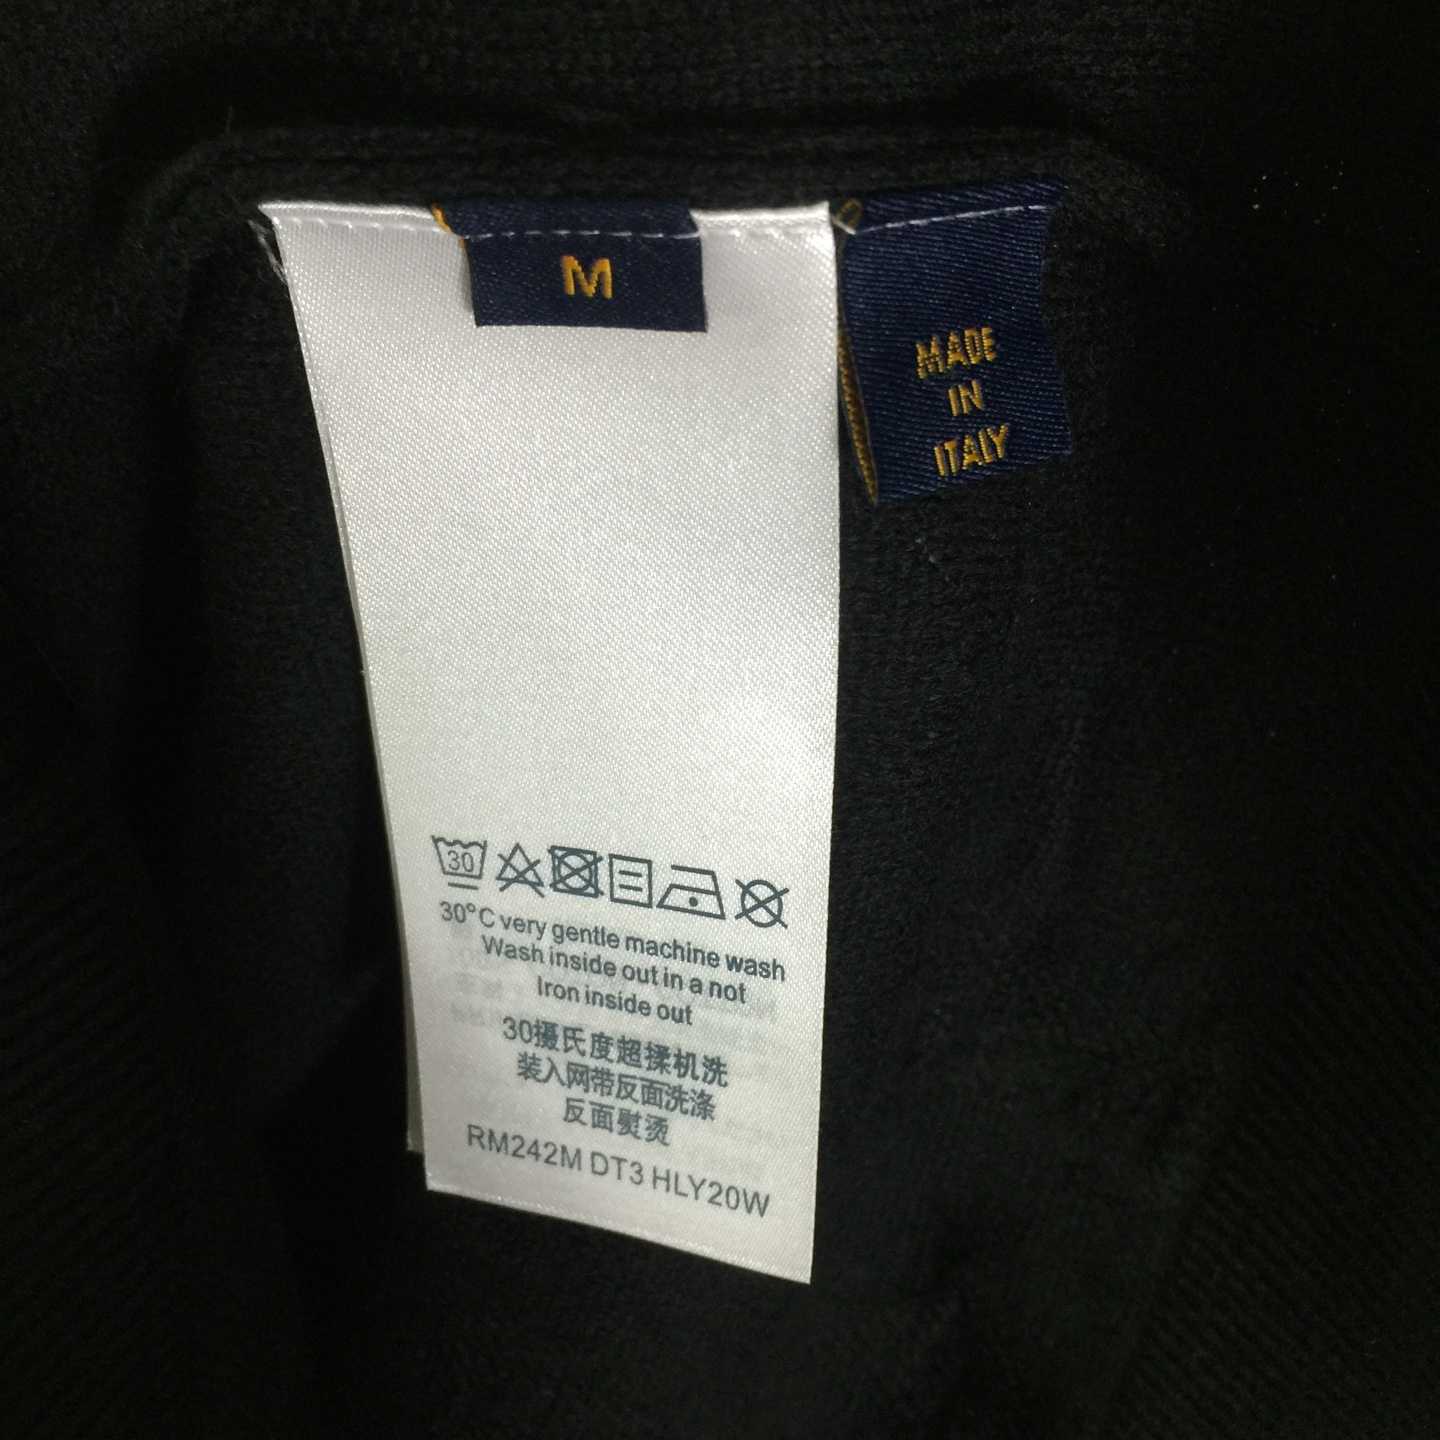 M
MADE
IN
ITALY
30
30°C very gentle machine wash
Wash inside out in a not
Iron inside out
30摄氏度超揉机洗
装入网带反面洗涤
反面熨烫
RM242M DT3 HLY20W